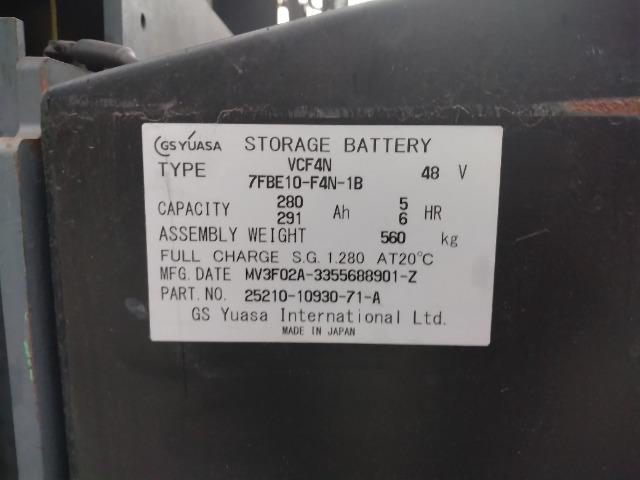 GS YUASA STORAGE BATTERY
TYPE VCF4N 48 V
7FBE10-F4N-1B
CAPACITY 280 Ah 5 HR
291 6
ASSEMBLY WEIGHT 560 kg
FULL CHARGE S.G. 1.280 AT20°C
MFG. DATE MV3F02A-3355688901-Z
PART. NO. 25210-10930-71-A
GS Yuasa International Ltd.
MADE IN JAPAN